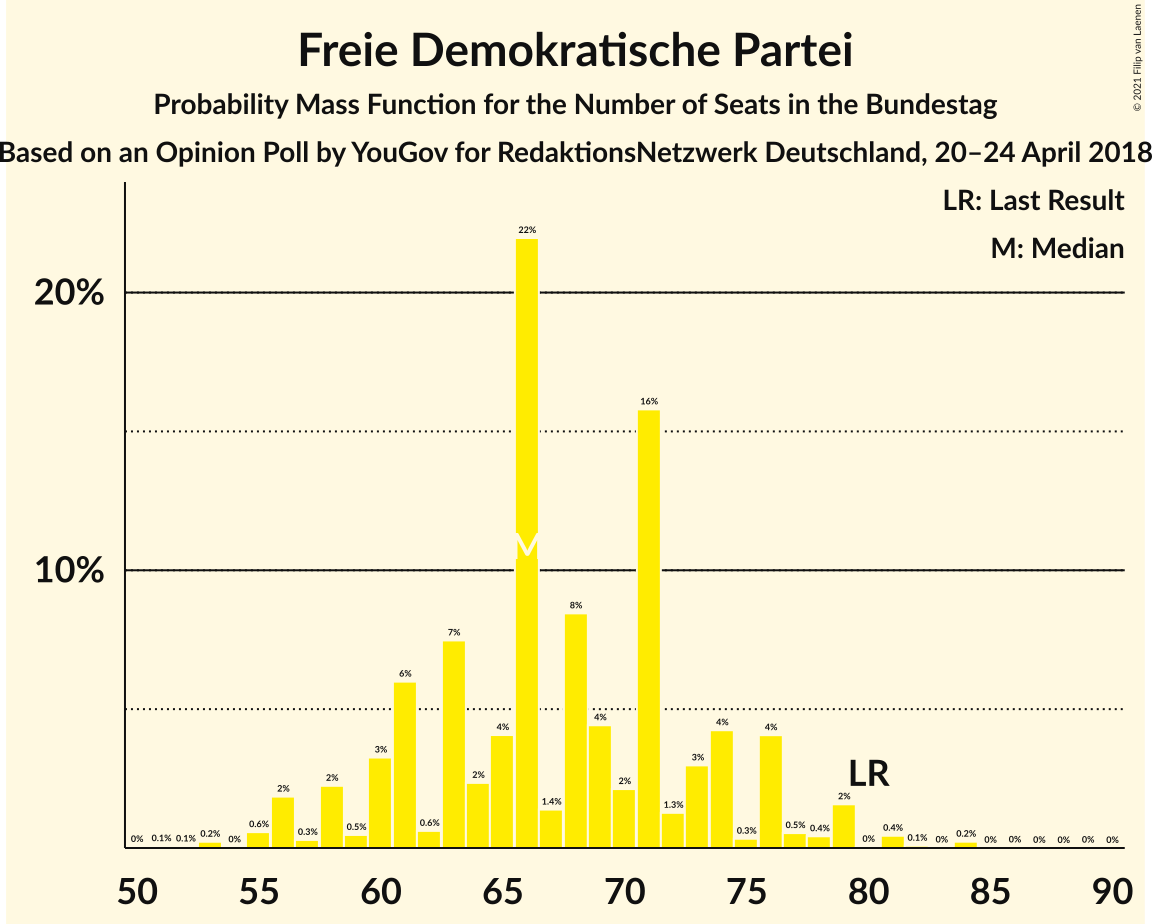 Freie Demokratische Partei
Probability Mass Function for the Number of Seats in the Bundestag
Based on an Opinion Poll by YouGov for RedaktionsNetzwerk Deutschland, 20–24 April 2018
© 2021 Filip van Laenen
LR: Last Result
M: Median
20%
10%
0% 0.1% 0.1% 0.2% 0% 0.6% 2% 0.3% 2% 0.5% 3% 6% 0.6% 7% 2% 4% 22% 1.4% 8% 4% 2% 16% 1.3% 3% 4% 0.3% 4% 0.5% 0.4% 2% 0% 0.4% 0.1% 0% 0.2% 0% 0% 0% 0% 0% 0%
M
LR
50 55 60 65 70 75 80 85 90